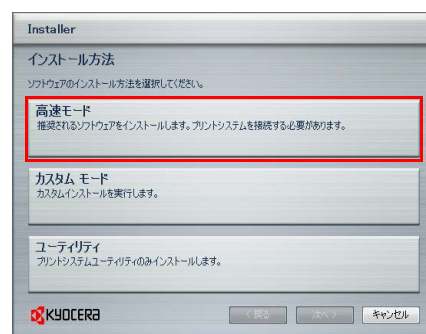 Installer
インストール方法
ソフトウェアのインストール方法を選択してください。
高速モード
推奨されるソフトウェアをインストールします。プリントシステムを接続する必要があります。
カスタム モード
カスタムインストールを実行します。
ユーティリティ
プリントシステムユーティリティのみインストールします。
KYOCERA
< 戻る 次へ > キャンセル